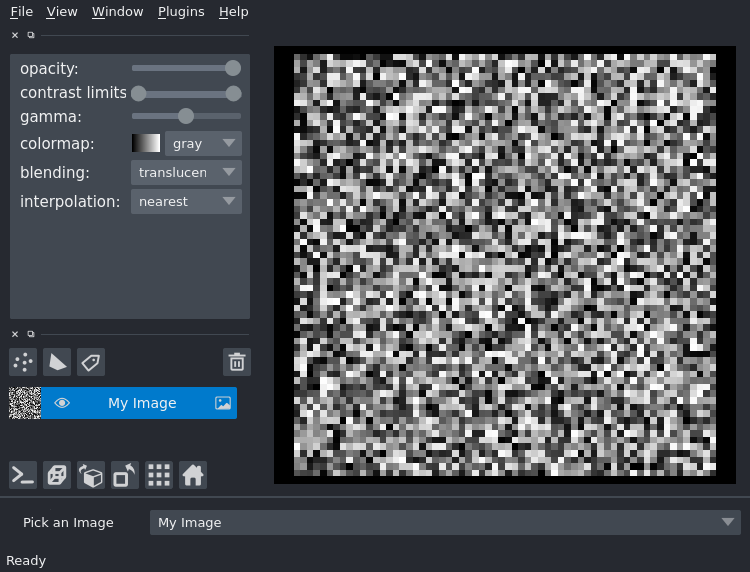 File View Window Plugins Help
opacity:
contrast limits
gamma:
colormap: gray
blending: translucen
interpolation: nearest
My Image
Pick an Image My Image
Ready